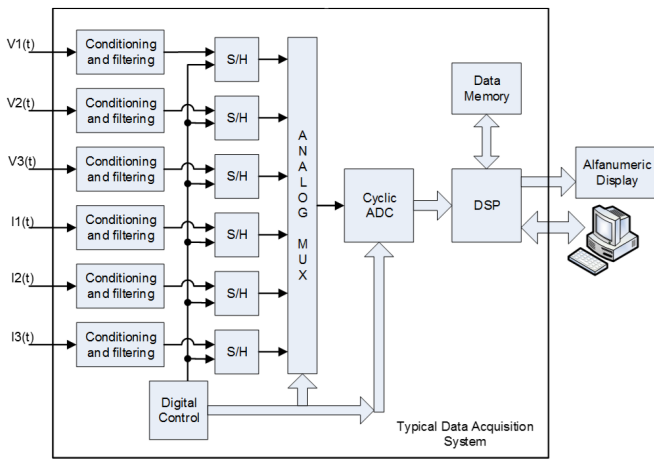 V1(t)
Conditioning
and filtering
S/H
V2(t)
Conditioning
and filtering
S/H
V3(t)
Conditioning
and filtering
S/H
I1(t)
Conditioning
and filtering
S/H
I2(t)
Conditioning
and filtering
S/H
I3(t)
Conditioning
and filtering
S/H
Digital
Control
A
N
A
L
O
G
M
U
X
Cyclic
ADC
Data
Memory
DSP
Alfanumeric
Display
Typical Data Acquisition
System